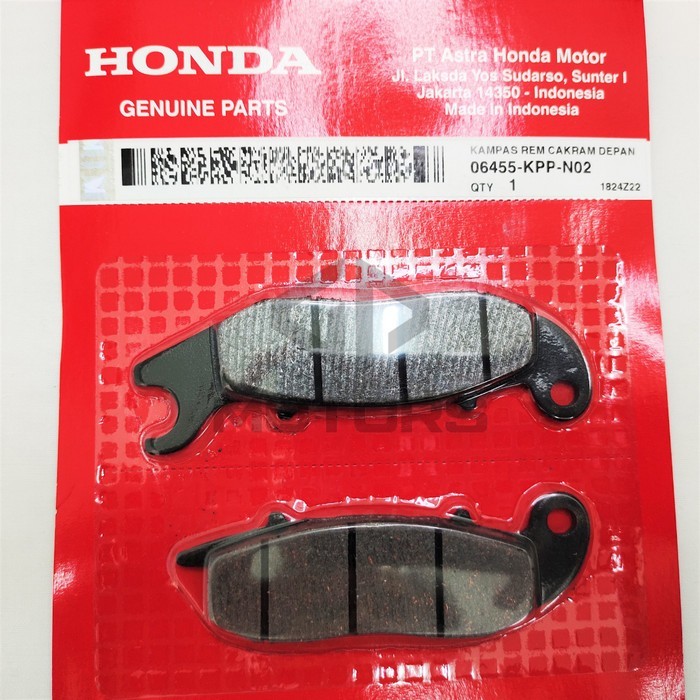 HONDA
GENUINE PARTS
PT Astra Honda Motor
Jl. Laksda Yos Sudarso, Sunter I
Jakarta 14350 - Indonesia
Made in Indonesia
KAMPAS REM CAKRAM DEPAN
06455-KPP-N02
QTY 1
1824Z22
MOTORS